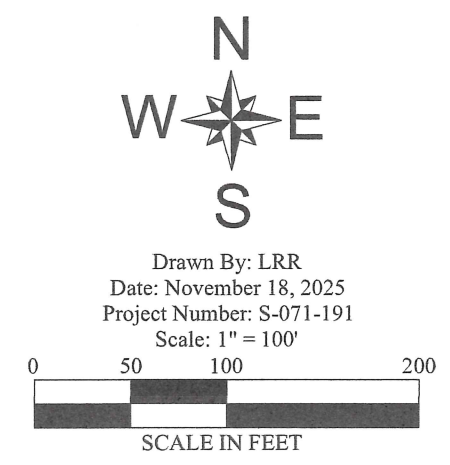 N
W E
S
Drawn By: LRR
Date: November 18, 2025
Project Number: S-071-191
Scale: 1" = 100'
0 50 100 200
SCALE IN FEET